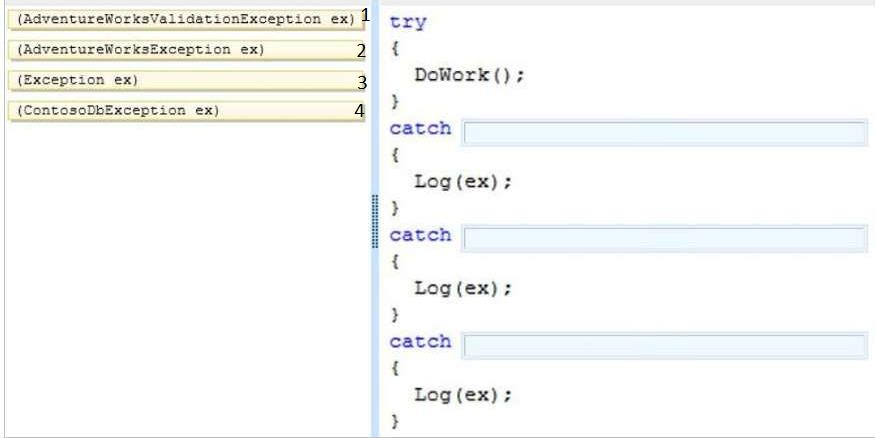 (AdventureWorksValidationException ex) 1
(AdventureWorksException ex) 2
(Exception ex) 3
(ContosoDbException ex) 4
try
{
DoWork();
}
catch
{
Log(ex);
}
catch
{
Log(ex);
}
catch
{
Log(ex);
}